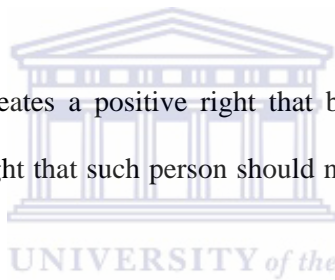 eates a positive right that b
ght that such person should n
UNIVERSITY of the